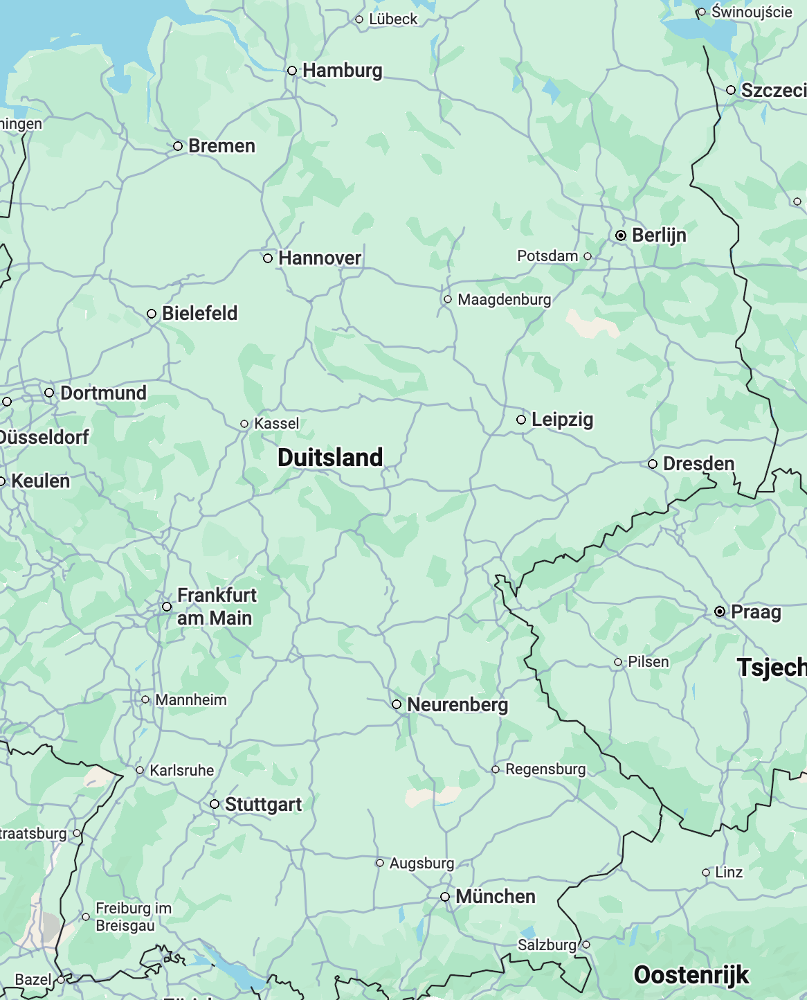 Świnoujście
Lübeck
Hamburg
Szczeci
ningen
Bremen
Berlijn
Potsdam
Hannover
Maagdenburg
Bielefeld
Dortmund
Leipzig
Kassel
Düsseldorf
Duitsland
Dresden
Keulen
Frankfurt
am Main
Praag
Pilsen
Tsjech
Mannheim
Neurenberg
Karlsruhe
Regensburg
Stuttgart
traatsburg
Augsburg
Linz
München
Freiburg im
Breisgau
Salzburg
Oostenrijk
Bazel